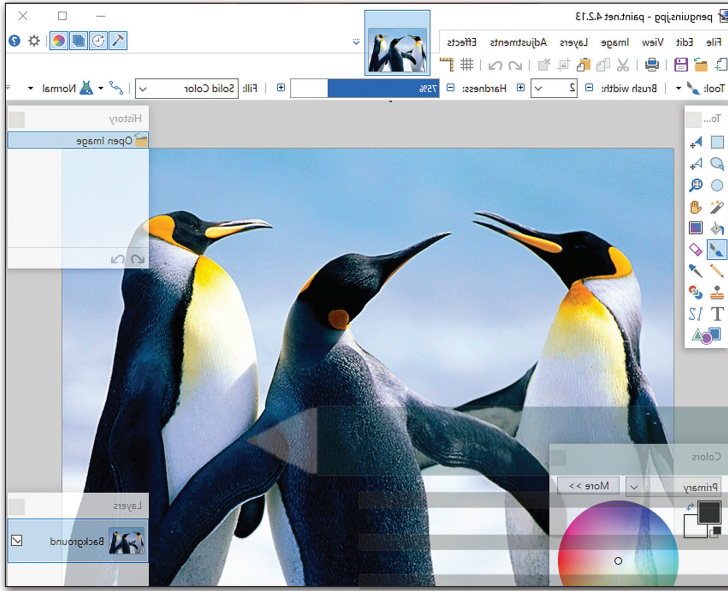 penguins.jpg - paint.net 4.2.13
File Edit View Image Layers Adjustments Effects
Tool: Brush width: 2 Hardness: 75% Fill: Solid Color Normal
To...
History
Open Image
Colors
Primary More >>
Layers
Background